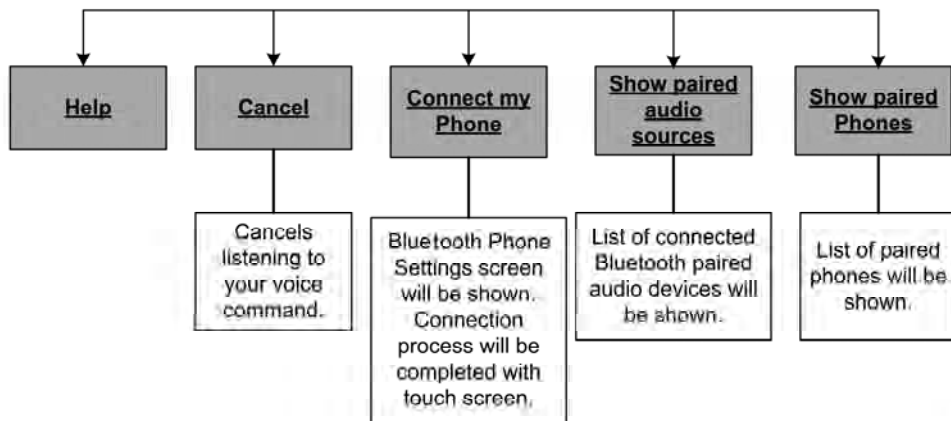 Help
Cancel
Connect my
Phone
Show paired
audio
sources
Show paired
Phones
Cancels
listening to
your voice
command.
Bluetooth Phone
Settings screen
will be shown.
Connection
process will be
completed with
touch screen.
List of connected
Bluetooth paired
audio devices will
be shown.
List of paired
phones will be
shown.